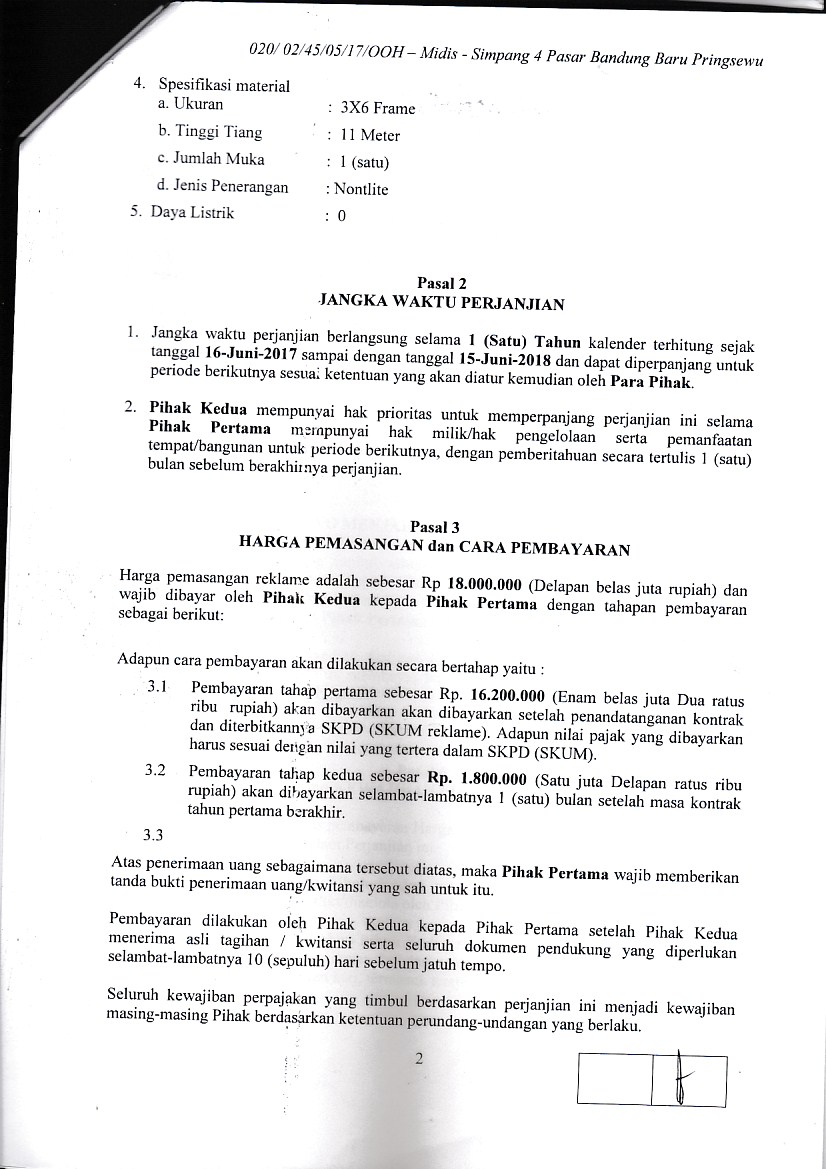 020/ 02/45/05/17/OOH – Midis - Simpang 4 Pasar Bandung Baru Pringsewu
4. Spesifikasi material
a. Ukuran : 3X6 Frame
b. Tinggi Tiang : 11 Meter
c. Jumlah Muka : 1 (satu)
d. Jenis Penerangan : Nontlite
5. Daya Listrik : 0
Pasal 2
JANGKA WAKTU PERJANJIAN
1. Jangka waktu perjanjian berlangsung selama 1 (Satu) Tahun kalender terhitung sejak
tanggal 16-Juni-2017 sampai dengan tanggal 15-Juni-2018 dan dapat diperpanjang untuk
periode berikutnya sesuai ketentuan yang akan diatur kemudian oleh Para Pihak.
2. Pihak Kedua mempunyai hak prioritas untuk memperpanjang perjanjian ini selama
Pihak Pertama mempunyai hak milik/hak pengelolaan serta pemanfaatan
tempat/bangunan untuk periode berikutnya, dengan pemberitahuan secara tertulis 1 (satu)
bulan sebelum berakhirnya perjanjian.
Pasal 3
HARGA PEMASANGAN dan CARA PEMBAYARAN
Harga pemasangan reklame adalah sebesar Rp 18.000.000 (Delapan belas juta rupiah) dan
wajib dibayar oleh Pihak Kedua kepada Pihak Pertama dengan tahapan pembayaran
sebagai berikut:
Adapun cara pembayaran akan dilakukan secara bertahap yaitu :
3.1 Pembayaran tahap pertama sebesar Rp. 16.200.000 (Enam belas juta Dua ratus
ribu rupiah) akan dibayarkan akan dibayarkan setelah penandatanganan kontrak
dan diterbitkannya SKPD (SKUM reklame). Adapun nilai pajak yang dibayarkan
harus sesuai dengan nilai yang tertera dalam SKPD (SKUM).
3.2 Pembayaran tahap kedua sebesar Rp. 1.800.000 (Satu juta Delapan ratus ribu
rupiah) akan dibayarkan selambat-lambatnya 1 (satu) bulan setelah masa kontrak
tahun pertama berakhir.
3.3
Atas penerimaan uang sebagaimana tersebut diatas, maka Pihak Pertama wajib memberikan
tanda bukti penerimaan uang/kwitansi yang sah untuk itu.
Pembayaran dilakukan oleh Pihak Kedua kepada Pihak Pertama setelah Pihak Kedua
menerima asli tagihan / kwitansi serta seluruh dokumen pendukung yang diperlukan
selambat-lambatnya 10 (sepuluh) hari sebelum jatuh tempo.
Seluruh kewajiban perpajakan yang timbul berdasarkan perjanjian ini menjadi kewajiban
masing-masing Pihak berdasarkan ketentuan perundang-undangan yang berlaku.
2